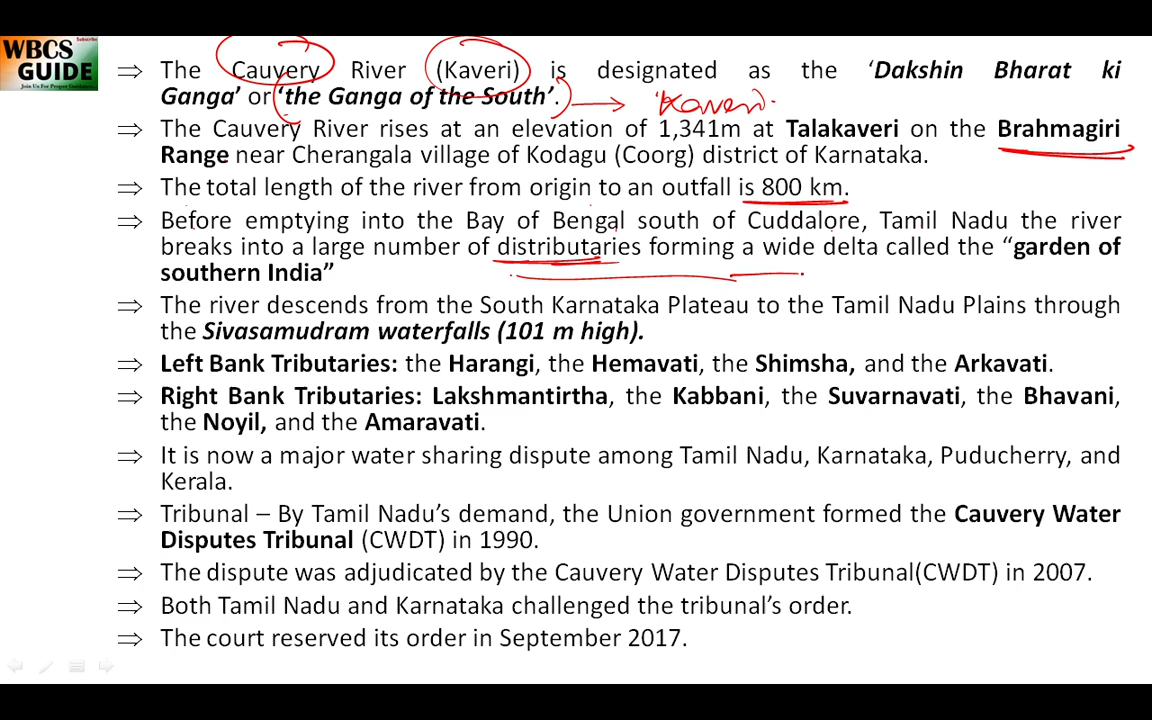 WBCS
Subscribe
GUIDE
Join Us For Proper Guidance
⇒ The Cauvery River (Kaveri) is designated as the ‘Dakshin Bharat ki
Ganga’ or ‘the Ganga of the South’. → 'Kaveri'
⇒ The Cauvery River rises at an elevation of 1,341m at Talakaveri on the Brahmagiri
Range near Cherangala village of Kodagu (Coorg) district of Karnataka.
⇒ The total length of the river from origin to an outfall is 800 km.
⇒ Before emptying into the Bay of Bengal south of Cuddalore, Tamil Nadu the river
breaks into a large number of distributaries forming a wide delta called the “garden of
southern India”
⇒ The river descends from the South Karnataka Plateau to the Tamil Nadu Plains through
the Sivasamudram waterfalls (101 m high).
⇒ Left Bank Tributaries: the Harangi, the Hemavati, the Shimsha, and the Arkavati.
⇒ Right Bank Tributaries: Lakshmantirtha, the Kabbani, the Suvarnavati, the Bhavani,
the Noyil, and the Amaravati.
⇒ It is now a major water sharing dispute among Tamil Nadu, Karnataka, Puducherry, and
Kerala.
⇒ Tribunal – By Tamil Nadu’s demand, the Union government formed the Cauvery Water
Disputes Tribunal (CWDT) in 1990.
⇒ The dispute was adjudicated by the Cauvery Water Disputes Tribunal(CWDT) in 2007.
⇒ Both Tamil Nadu and Karnataka challenged the tribunal’s order.
⇒ The court reserved its order in September 2017.